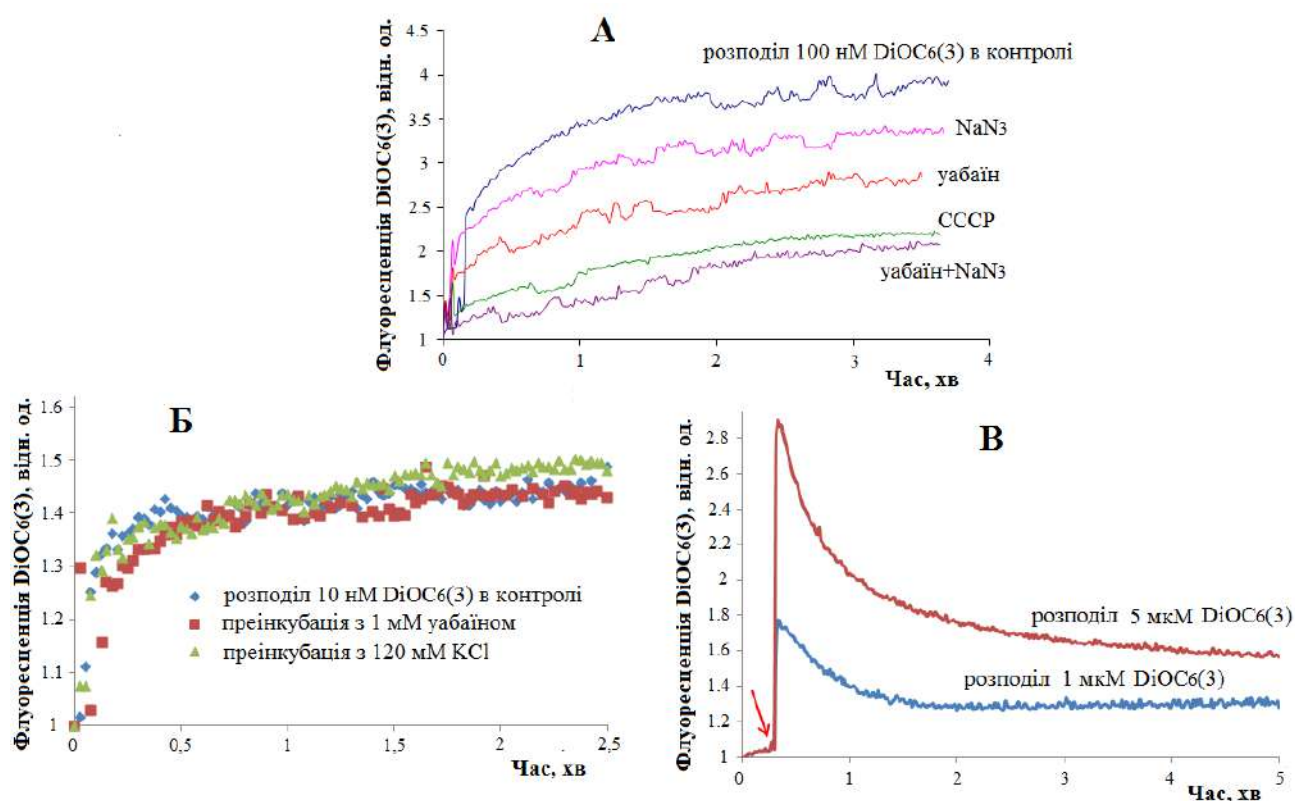 А
Флуоресценція DiOC6(3), відн. од.
4.5
4
3.5
3
2.5
2
1.5
1
розподіл 100 нМ DiOC6(3) в контролі
NaN3
уабаїн
CCCP
уабаїн+NaN3
0
1
2
3
4
Час, хв
Б
Флуоресценція DiOC6(3), відн. од.
1.6
1.5
1.4
1.3
1.2
1.1
1
розподіл 10 нМ DiOC6(3) в контролі
преінкубація з 1 мМ уабаїном
преінкубація з 120 мМ KCl
0
0,5
1
1,5
2
2,5
Час, хв
В
Флуоресценція DiOC6(3), відн. од.
2.8
2.6
2.4
2.2
2
1.8
1.6
1.4
1.2
1
розподіл 5 мкМ DiOC6(3)
розподіл 1 мкМ DiOC6(3)
0
1
2
3
4
5
Час, хв